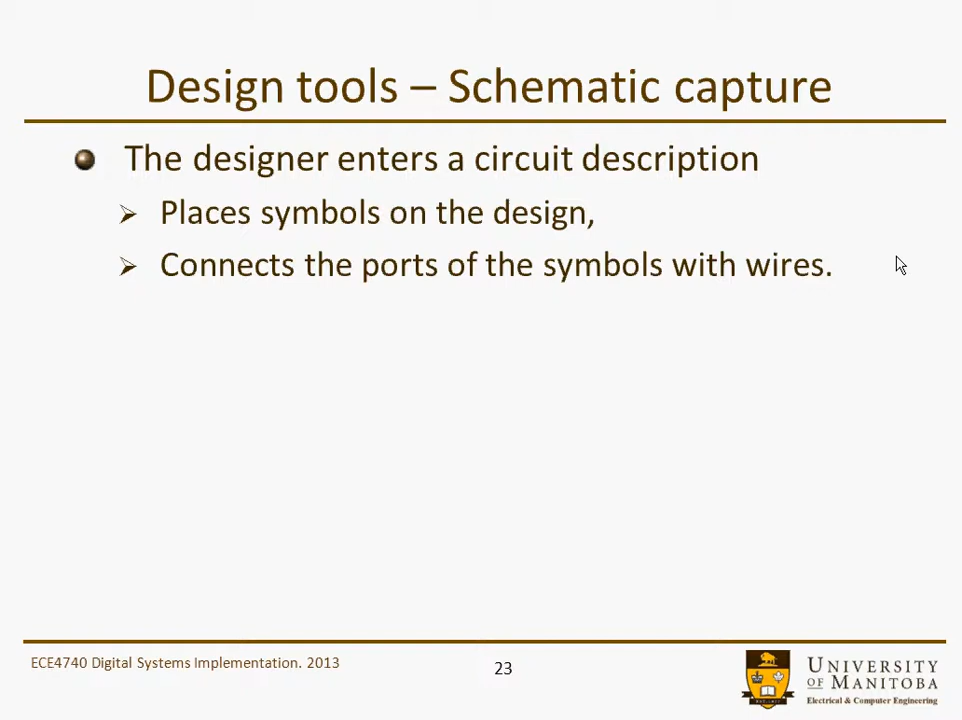 Design tools – Schematic capture
The designer enters a circuit description
Places symbols on the design,
Connects the ports of the symbols with wires.
ECE4740 Digital Systems Implementation. 2013
23
UNIVERSITY
OF MANITOBA
Electrical & Computer Engineering